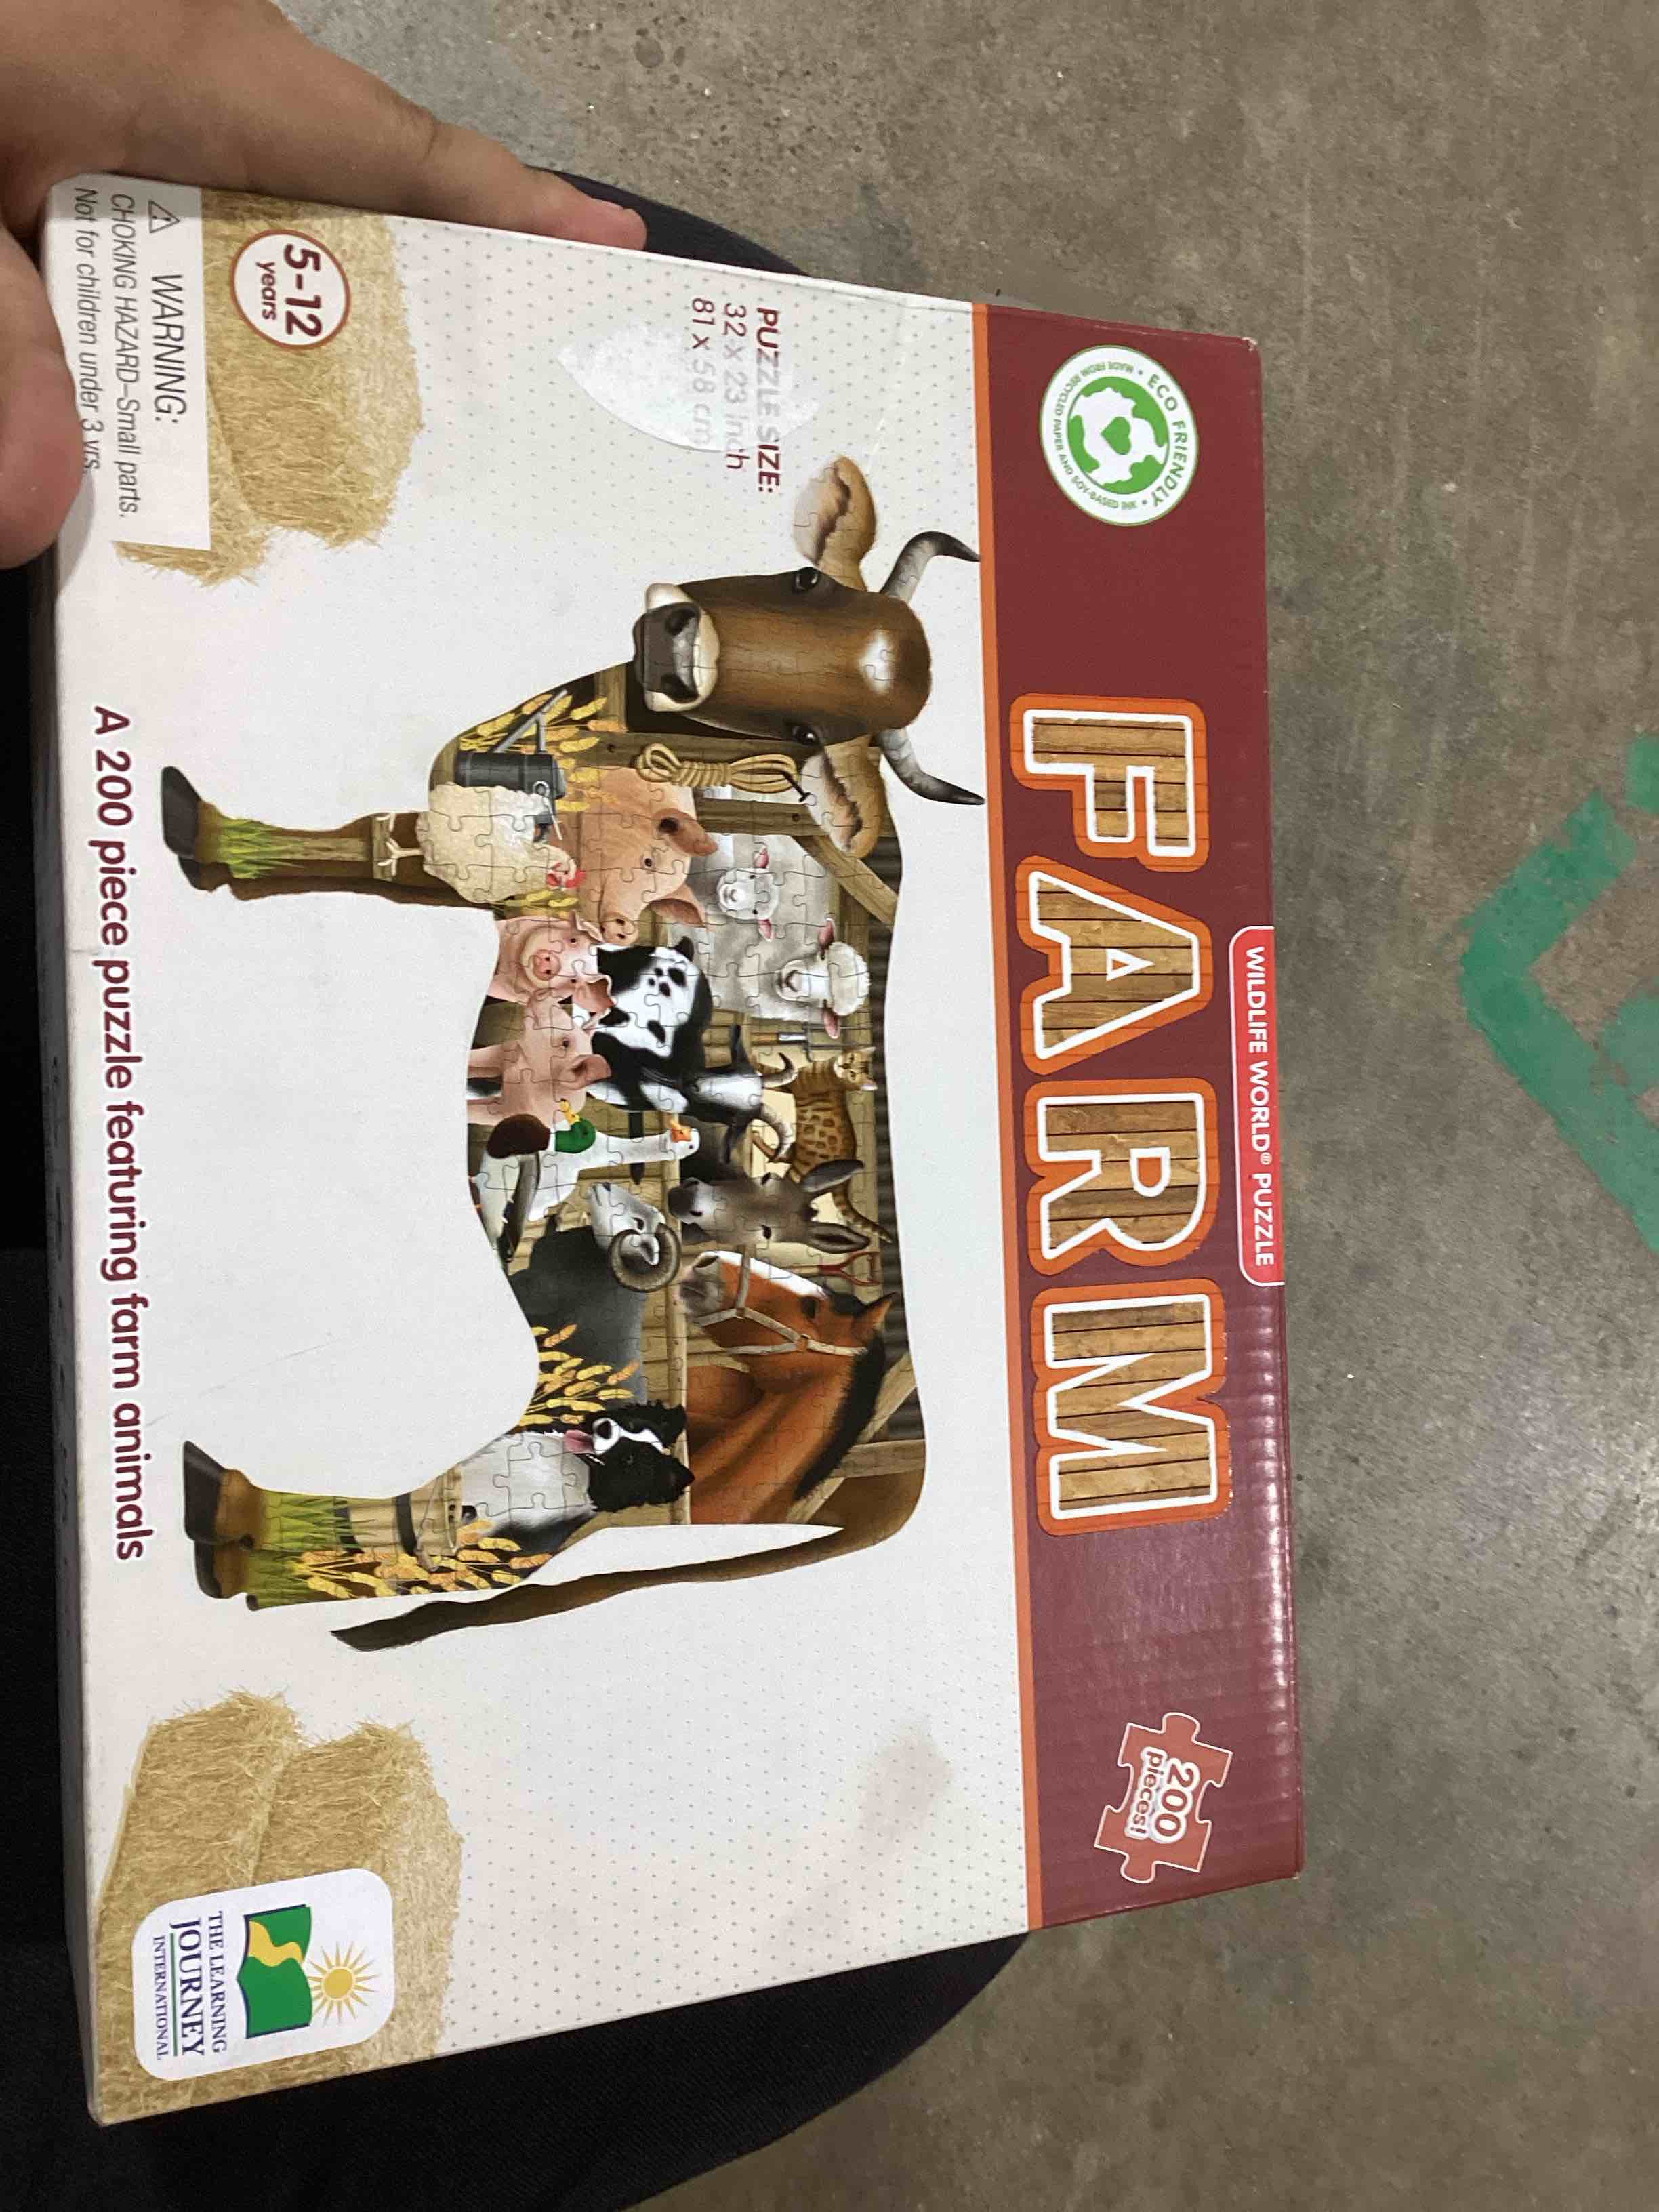 WILDLIFE WORLD® PUZZLE
FARM
ECO FRIENDLY •
MADE FROM RECYCLED PAPER AND SOY-BASED INK •
200
pieces!
PUZZLE SIZE:
32 x 23 inch
81 x 58 cm
5-12
years
WARNING:
CHOKING HAZARD–Small parts.
Not for children under 3 yrs.
A 200 piece puzzle featuring farm animals
THE LEARNING
JOURNEY
INTERNATIONAL